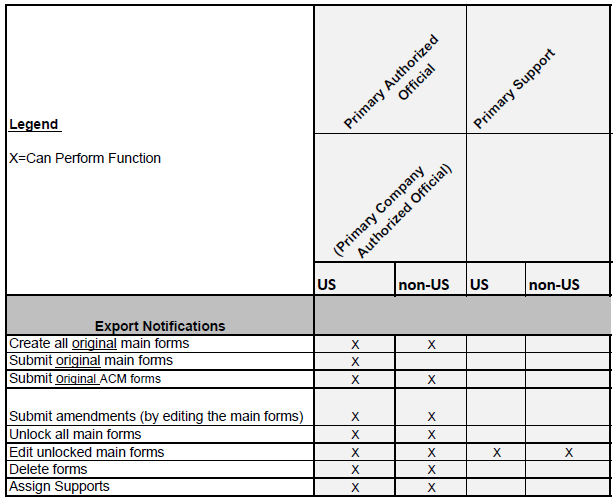 Primary Authorized
Official
Primary Support
Legend
X=Can Perform Function
(Primary Company
Authorized Official)
US non-US US non-US
Export Notifications
Create all original main forms X X
Submit original main forms X
Submit original ACM forms X X
Submit amendments (by editing the main forms) X X
Unlock all main forms X X
Edit unlocked main forms X X X X
Delete forms X X
Assign Supports X X